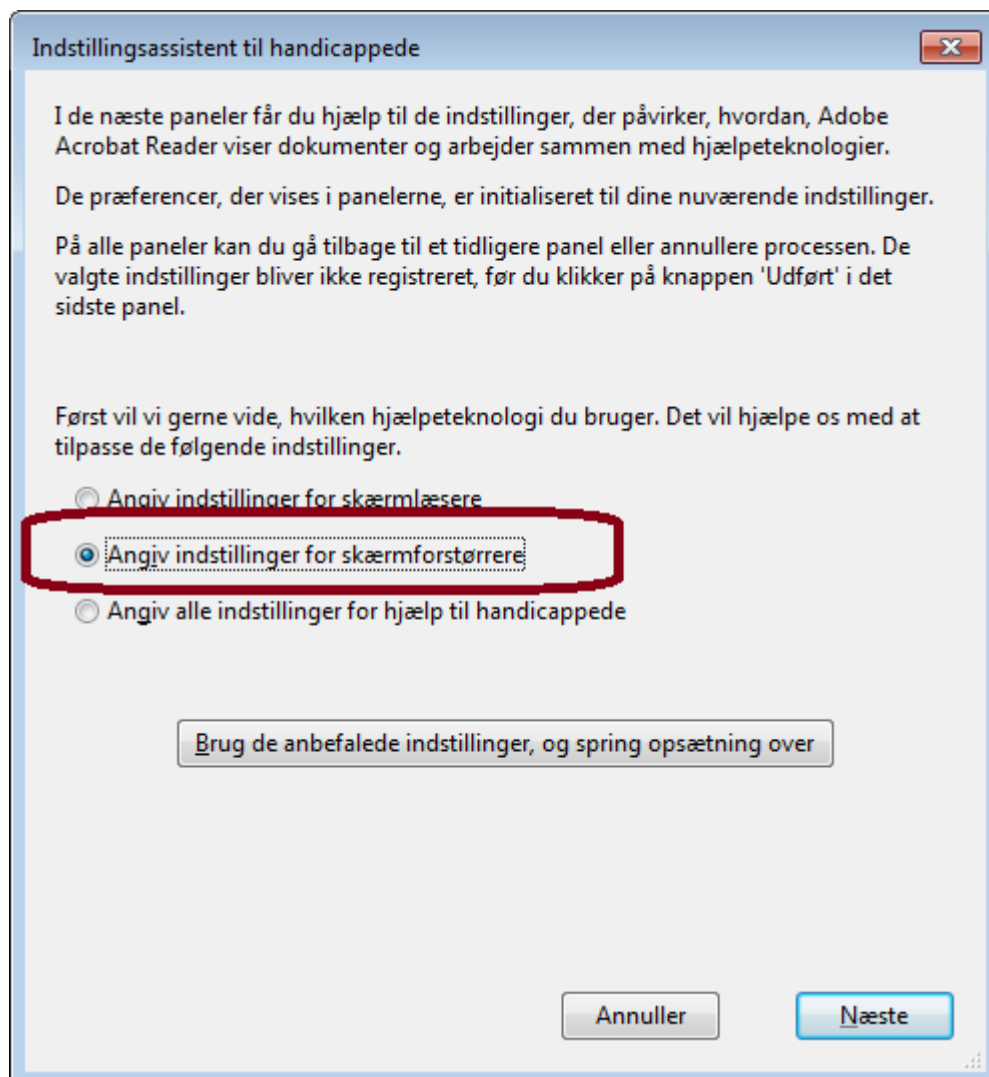 Indstillingsassistent til handicappede
I de næste paneler får du hjælp til de indstillinger, der påvirker, hvordan, Adobe
Acrobat Reader viser dokumenter og arbejder sammen med hjælpeteknologier.
De præferencer, der vises i panelerne, er initialiseret til dine nuværende indstillinger.
På alle paneler kan du gå tilbage til et tidligere panel eller annullere processen. De
valgte indstillinger bliver ikke registreret, før du klikker på knappen 'Udført' i det
sidste panel.
Først vil vi gerne vide, hvilken hjælpeteknologi du bruger. Det vil hjælpe os med at
tilpasse de følgende indstillinger.
Angiv indstillinger for skærmlæsere
Angiv indstillinger for skærmforstørrere
Angiv alle indstillinger for hjælp til handicappede
Brug de anbefalede indstillinger, og spring opsætning over
Annuller
Næste